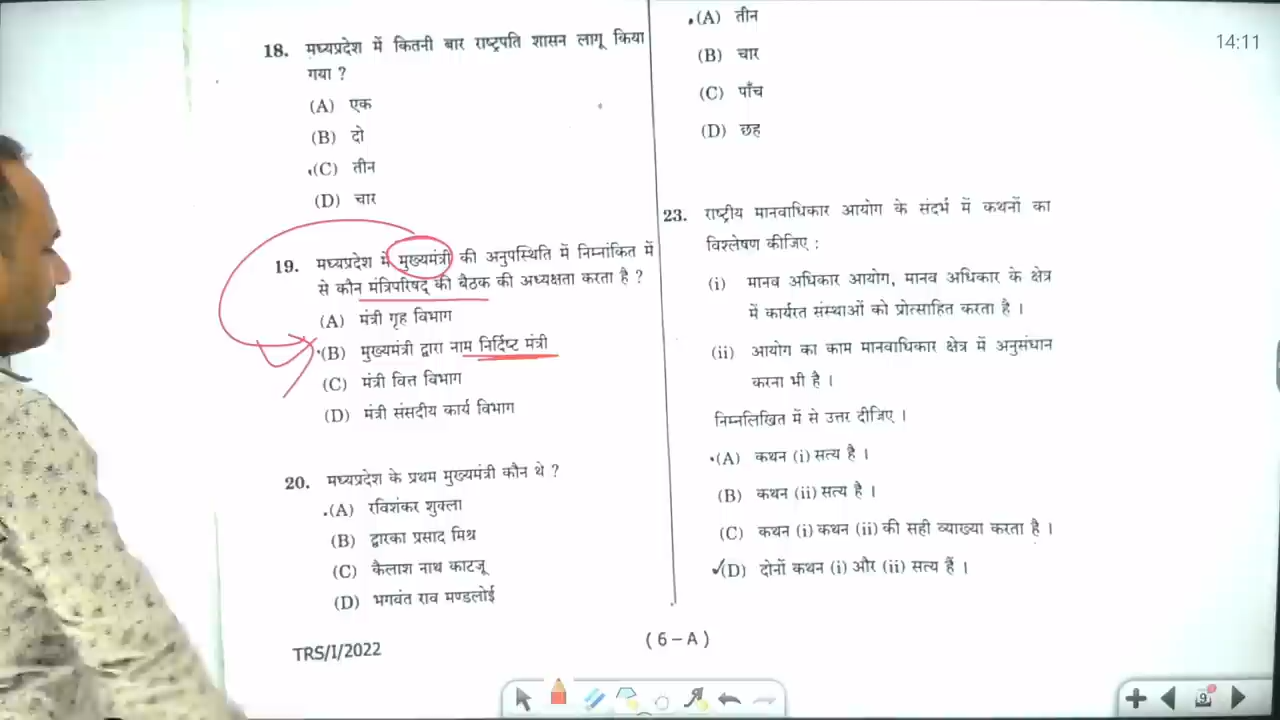 18. मध्यप्रदेश में कितनी बार राष्ट्रपति शासन लागू किया
गया ?
(A) एक
(B) दो
(C) तीन
(D) चार
19. मध्यप्रदेश में मुख्यमंत्री की अनुपस्थिति में निम्नांकित में
से कौन मंत्रिपरिषद् की बैठक की अध्यक्षता करता है ?
(A) मंत्री गृह विभाग
(B) मुख्यमंत्री द्वारा नाम निर्दिष्ट मंत्री
(C) मंत्री वित्त विभाग
(D) मंत्री संसदीय कार्य विभाग
20. मध्यप्रदेश के प्रथम मुख्यमंत्री कौन थे ?
(A) रविशंकर शुक्ला
(B) द्वारका प्रसाद मिश्र
(C) कैलाश नाथ काटजू
(D) भगवंत राव मण्डलोई
TRS/I/2022
(A) तीन
(B) चार
(C) पाँच
(D) छह
23. राष्ट्रीय मानवाधिकार आयोग के संदर्भ में कथनों का
विश्लेषण कीजिए :
(i) मानव अधिकार आयोग, मानव अधिकार के क्षेत्र
में कार्यरत संस्थाओं को प्रोत्साहित करता है ।
(ii) आयोग का काम मानवाधिकार क्षेत्र में अनुसंधान
करना भी है ।
निम्नलिखित में से उत्तर दीजिए ।
(A) कथन (i) सत्य है ।
(B) कथन (ii) सत्य है ।
(C) कथन (i) कथन (ii) की सही व्याख्या करता है ।
(D) दोनों कथन (i) और (ii) सत्य हैं ।
( 6 – A )
14:11
9